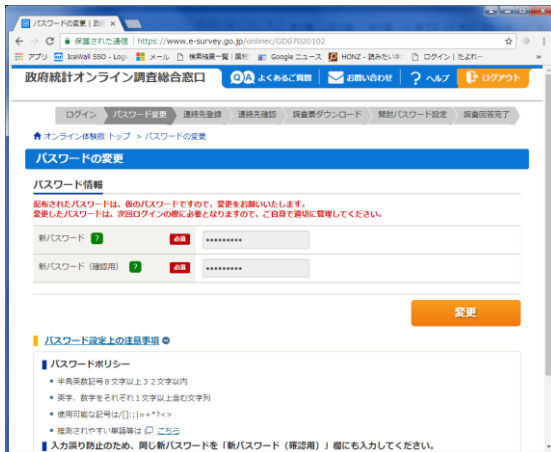 パスワードの変更 | 政府
保護された通信 | https://www.e-survey.go.jp/onlinec/GD07020102
アプリ IceWall SSO - Logi メール 検索結果一覧 | 国税 Google ニュース HONZ - 読みたい本 ログイン | たよれー »
政府統計オンライン調査総合窓口 QA よくあるご質問 お問い合わせ ? ヘルプ ログアウト
ログイン パスワード変更 連絡先登録 連絡先確認 調査票ダウンロード 開封パスワード設定 調査回答完了
オンライン体験版 トップ > パスワードの変更
パスワードの変更
パスワード情報
配布されたパスワードは、仮のパスワードですので、変更をお願いいたします。
変更したパスワードは、次回ログインの際に必要となりますので、ご自身で適切に管理してください。
新パスワード ? 必須 •••••••••
新パスワード（確認用） ? 必須 •••••••••
変更
パスワード設定上の注意事項
パスワードポリシー
• 半角英数記号８文字以上３２文字以内
• 英字、数字をそれぞれ１文字以上含む文字列
• 使用可能な記号は/[]:;|=+*?<>
• 推測されやすい単語等は こちら
入力誤り防止のため、同じ新パスワードを「新パスワード（確認用）」欄にも入力してください。